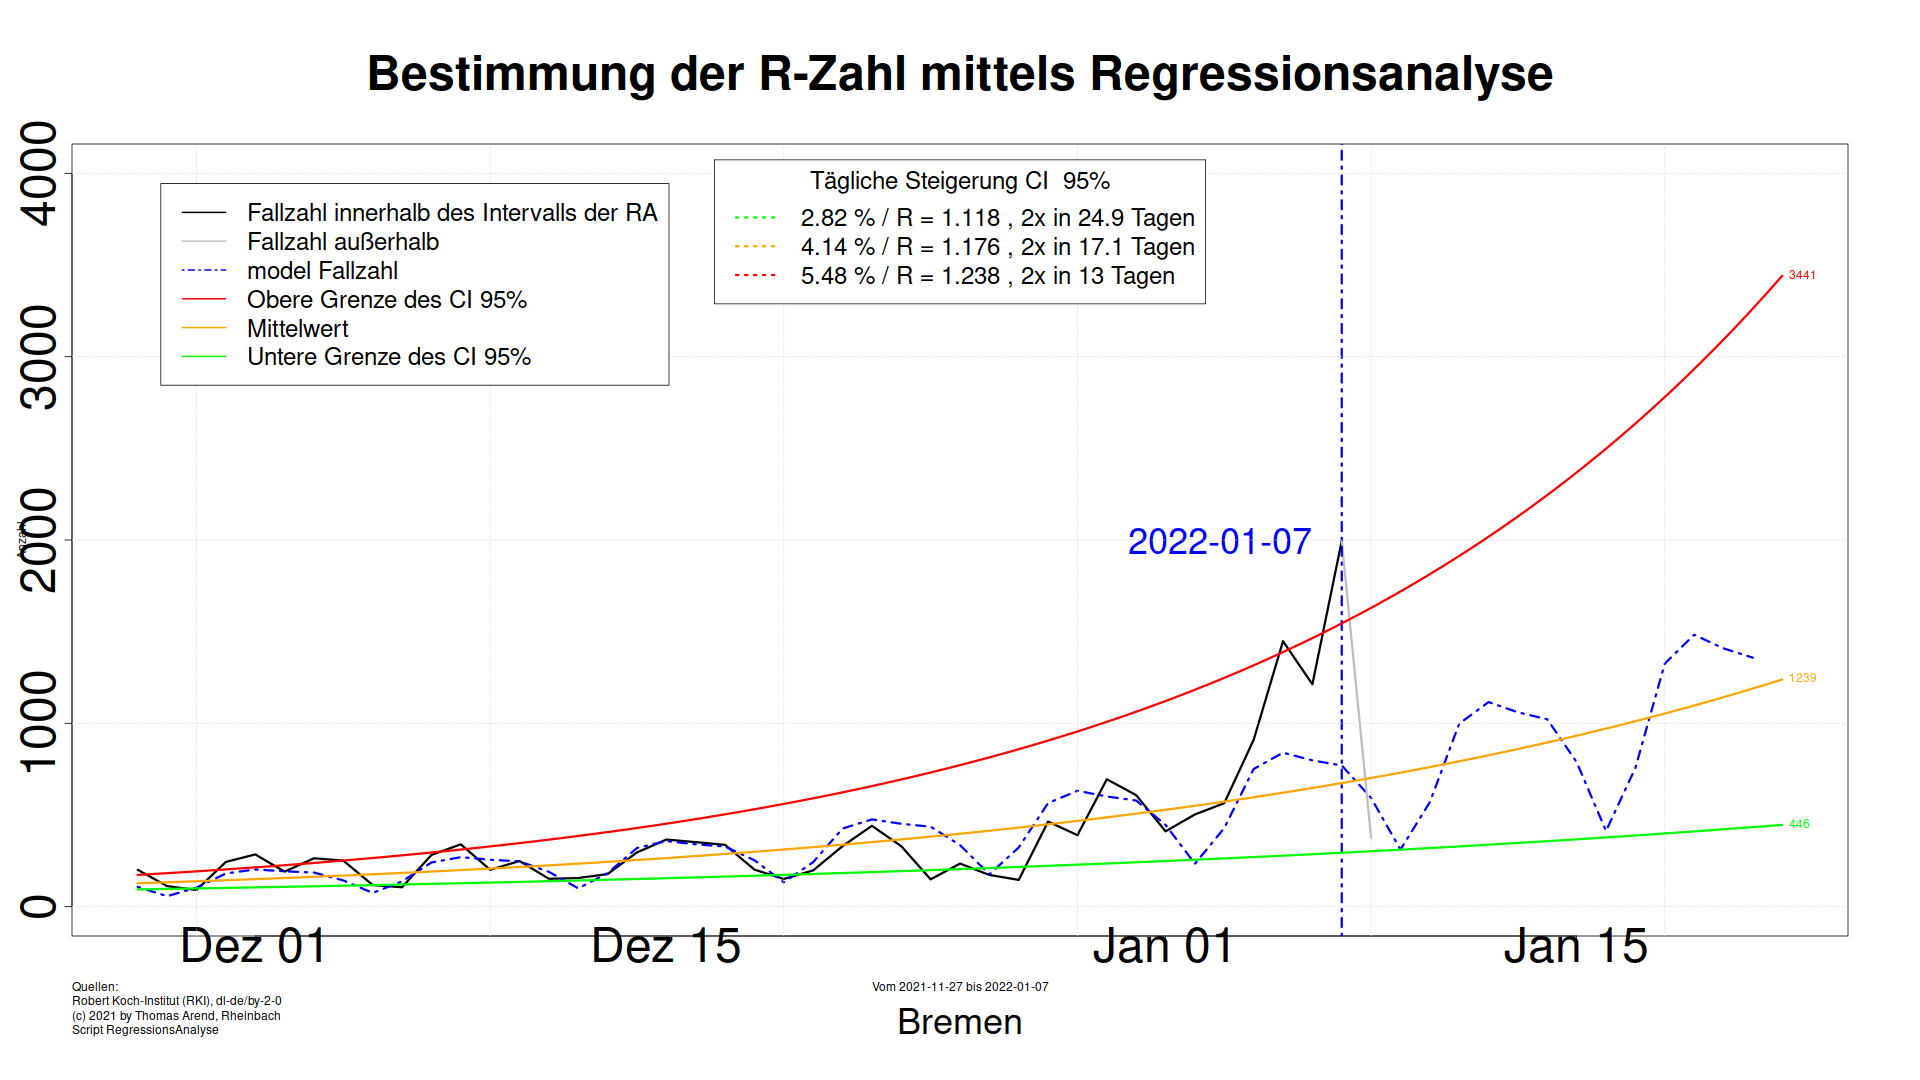 Bestimmung der R-Zahl mittels Regressionsanalyse
4000
3000
2000
1000
0
Anzahl
Fallzahl innerhalb des Intervalls der RA
Fallzahl außerhalb
model Fallzahl
Obere Grenze des CI 95%
Mittelwert
Untere Grenze des CI 95%
Tägliche Steigerung CI 95%
2.82 % / R = 1.118 , 2x in 24.9 Tagen
4.14 % / R = 1.176 , 2x in 17.1 Tagen
5.48 % / R = 1.238 , 2x in 13 Tagen
3441
2022-01-07
1239
446
Dez 01
Dez 15
Jan 01
Jan 15
Quellen:
Robert Koch-Institut (RKI), dl-de/by-2-0
(c) 2021 by Thomas Arend, Rheinbach
Script RegressionsAnalyse
Vom 2021-11-27 bis 2022-01-07
Bremen